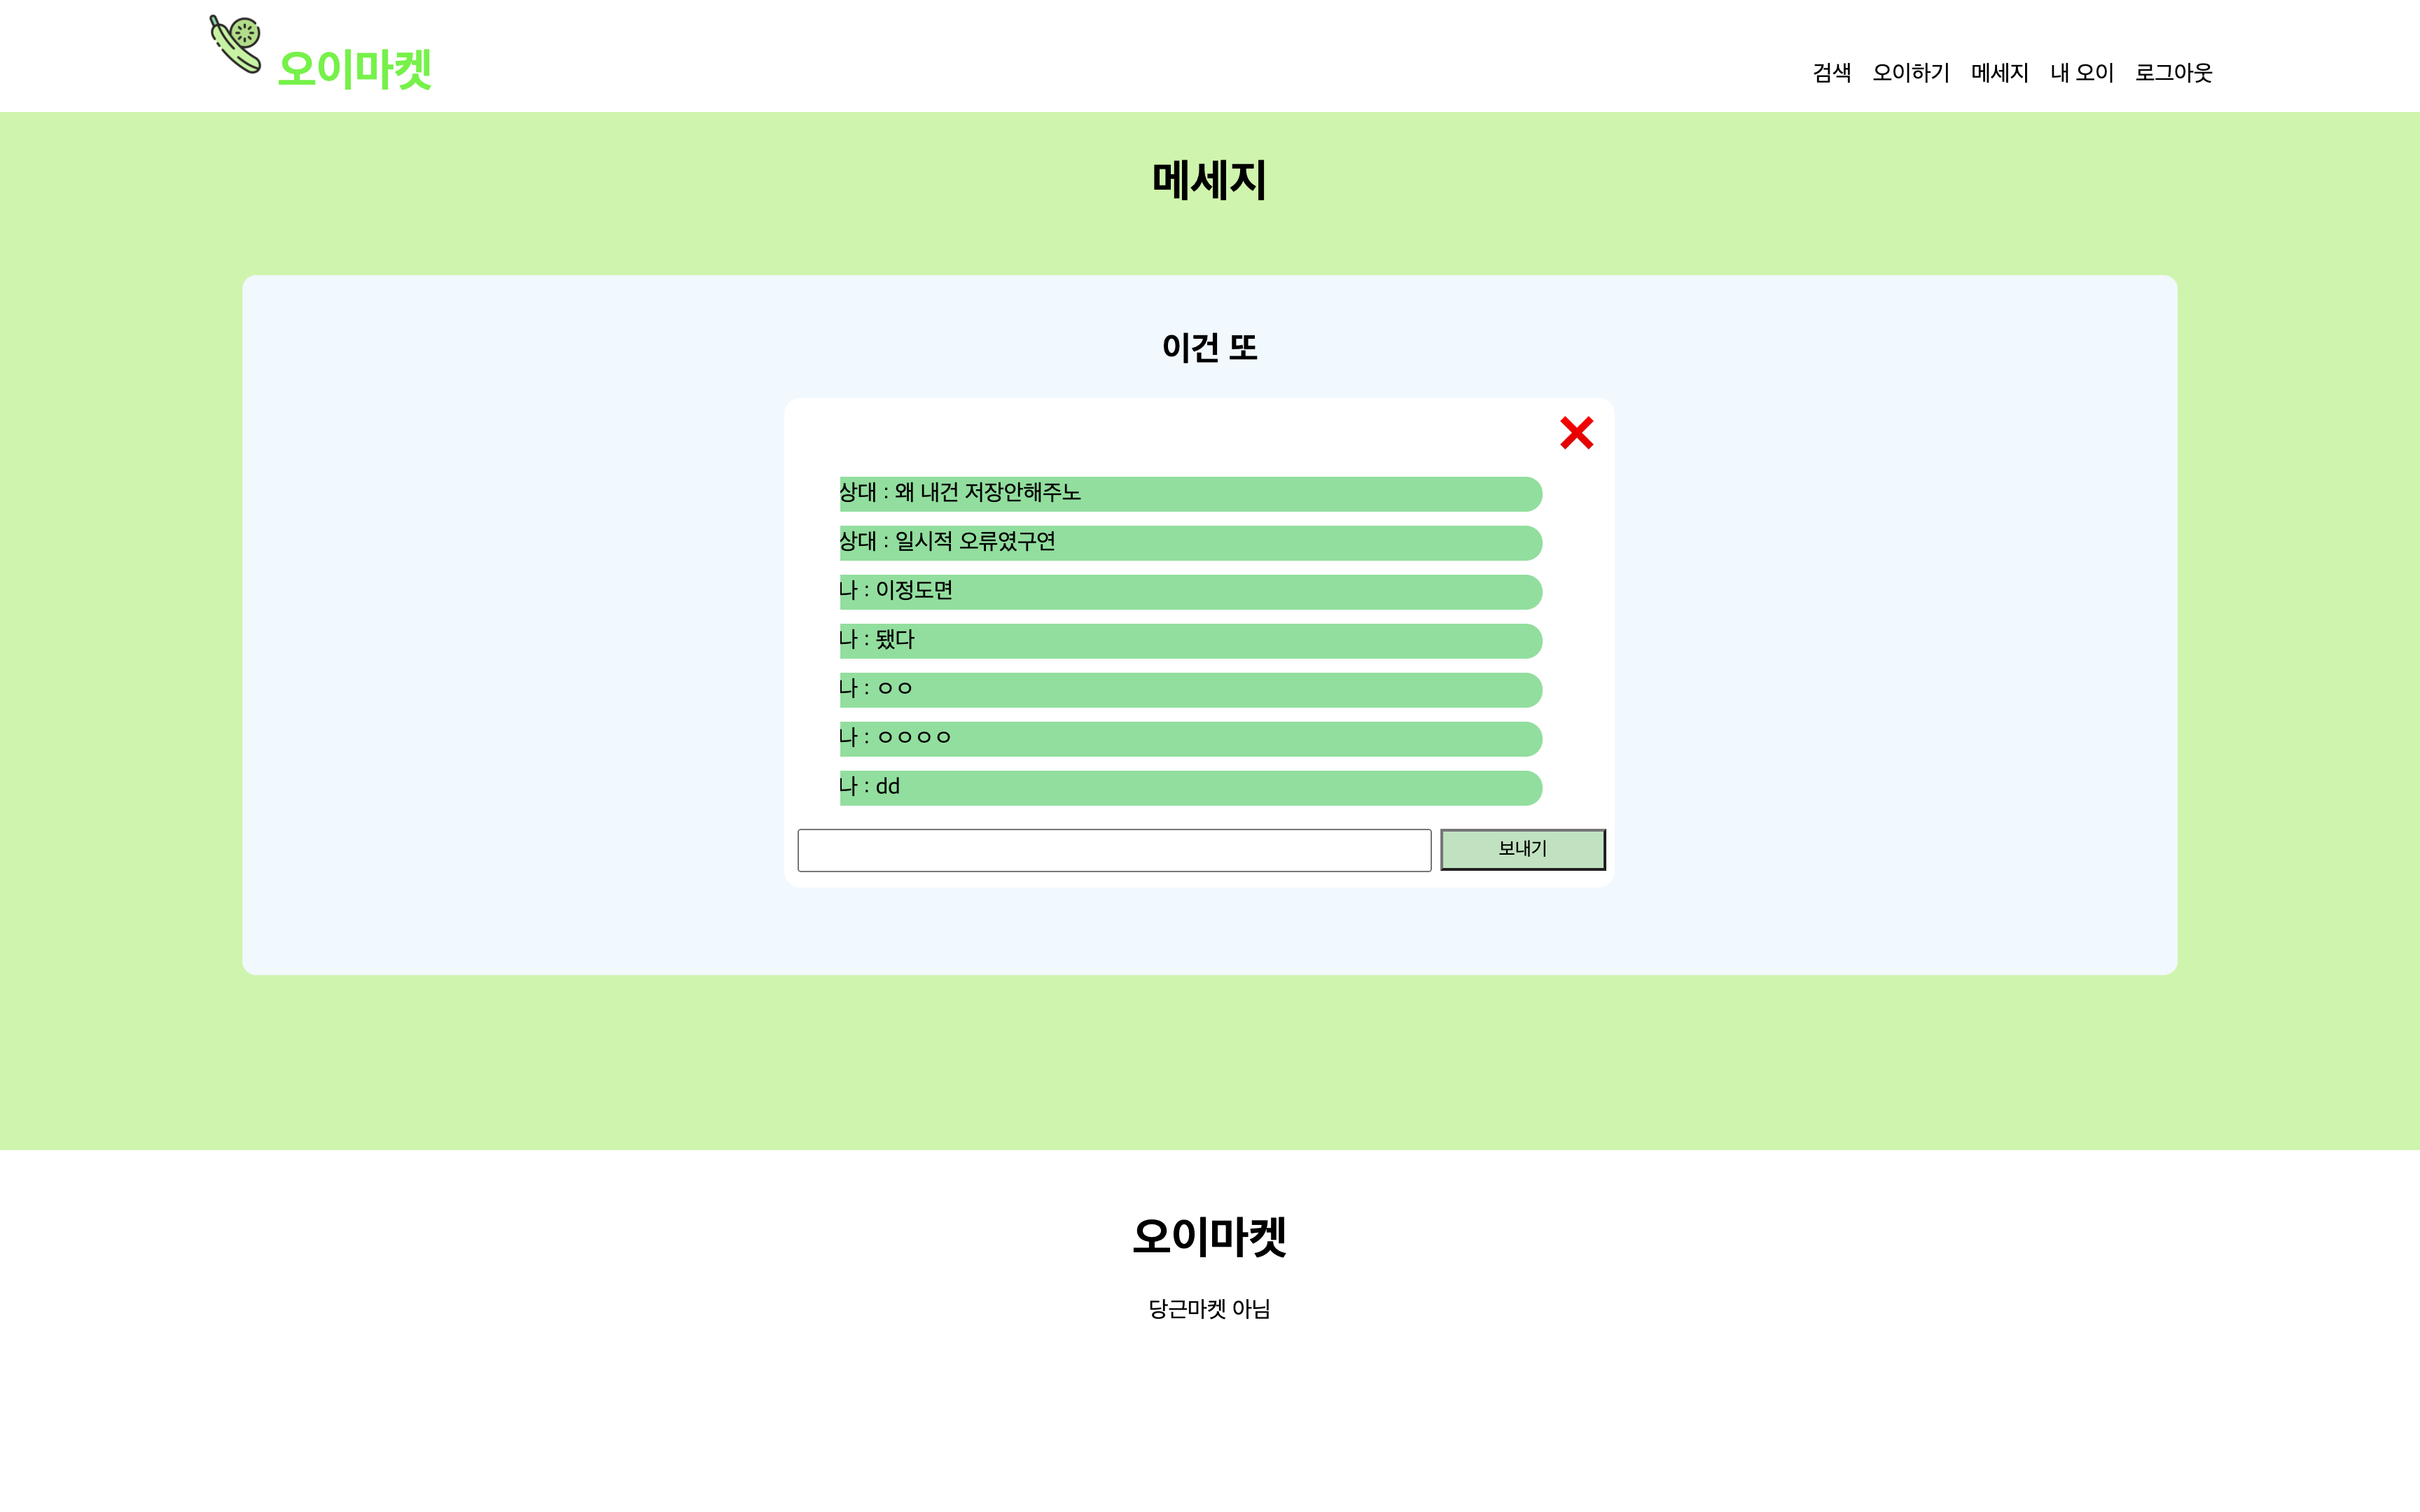 오이마켓
검색 오이하기 메세지 내 오이 로그아웃
메세지
이건 또
상대 : 왜 내건 저장안해주노
상대 : 일시적 오류였구연
나 : 이정도면
나 : 됐다
나 : ㅇㅇ
나 : ㅇㅇㅇㅇ
나 : dd
보내기
오이마켓
당근마켓 아님